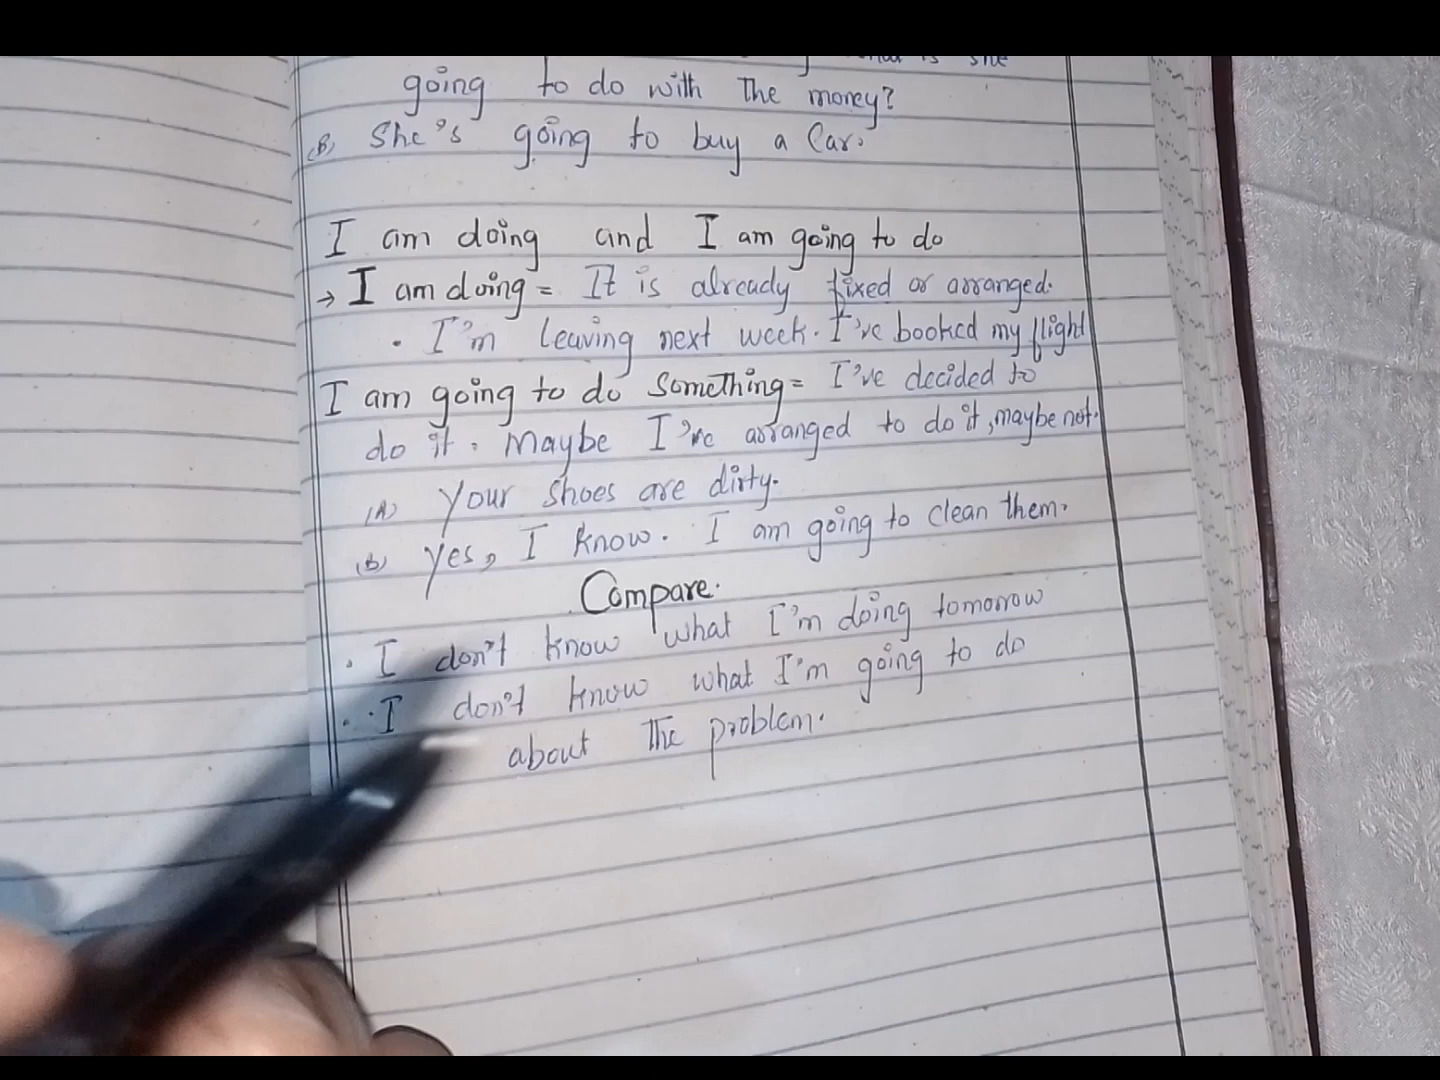 is she
going to do with the money?
(B) She's going to buy a Car.
I am doing and I am going to do
→ I am doing = It is already fixed or arranged.
• I'm leaving next week. I've booked my flight
I am going to do something = I've decided to
do it. Maybe I've arranged to do it, maybe not.
(A) Your shoes are dirty.
(B) Yes, I know. I am going to clean them.
Compare.
• I don't know what I'm doing tomorrow
• I don't know what I'm going to do
about the problem.